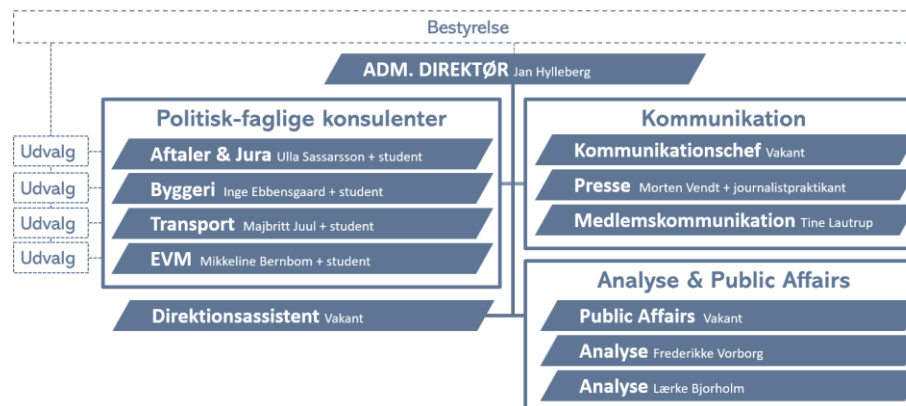 Bestyrelse
ADM. DIREKTØR Jan Hylleberg
Politisk-faglige konsulenter
Udvalg
Aftaler & Jura Ulla Sassarsson + student
Udvalg
Byggeri Inge Ebbensgaard + student
Udvalg
Transport Majbritt Juul + student
Udvalg
EVM Mikkeline Bernbom + student
Direktionsassistent Vakant
Kommunikation
Kommunikationschef Vakant
Presse Morten Vendt + journalistpraktikant
Medlemskommunikation Tine Lautrup
Analyse & Public Affairs
Public Affairs Vakant
Analyse Frederikke Vorborg
Analyse Lærke Bjorholm